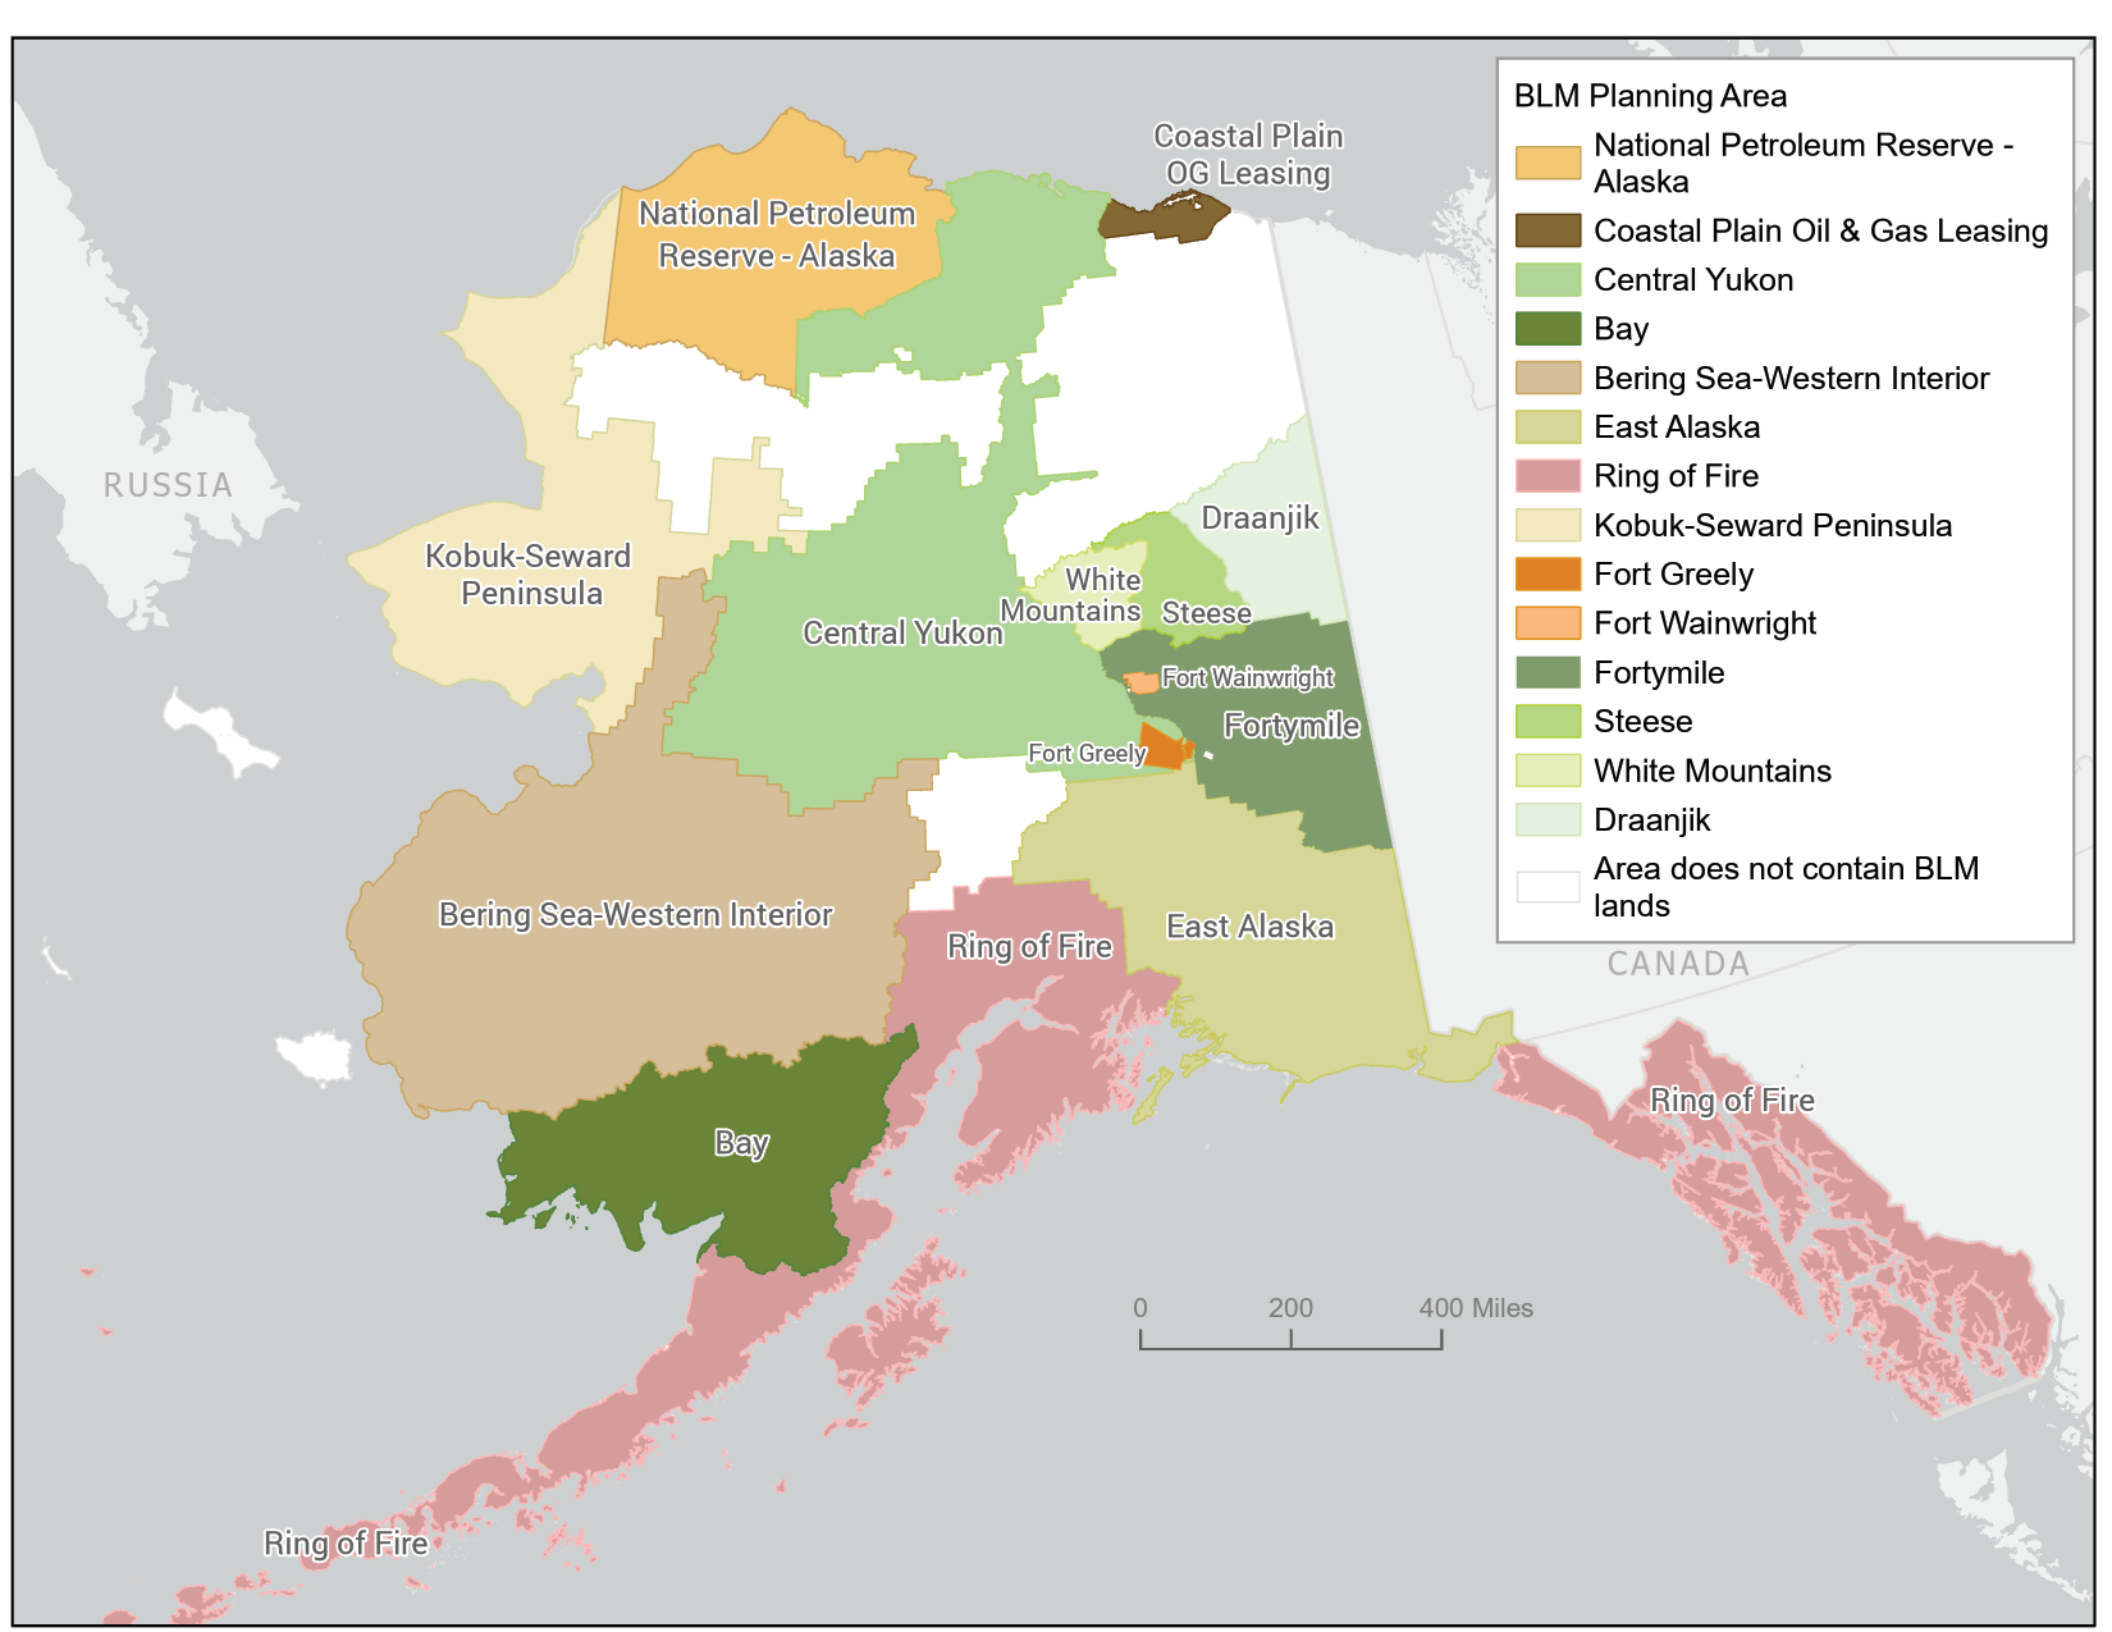 Coastal Plain
OG Leasing
National Petroleum
Reserve - Alaska
RUSSIA
Draanjik
Kobuk-Seward
Peninsula
White
Mountains
Steese
Central Yukon
Fort Wainwright
Fortymile
Fort Greely
Bering Sea-Western Interior
East Alaska
Ring of Fire
CANADA
Ring of Fire
Bay
0 200 400 Miles
Ring of Fire
BLM Planning Area
National Petroleum Reserve -
Alaska
Coastal Plain Oil & Gas Leasing
Central Yukon
Bay
Bering Sea-Western Interior
East Alaska
Ring of Fire
Kobuk-Seward Peninsula
Fort Greely
Fort Wainwright
Fortymile
Steese
White Mountains
Draanjik
Area does not contain BLM
lands